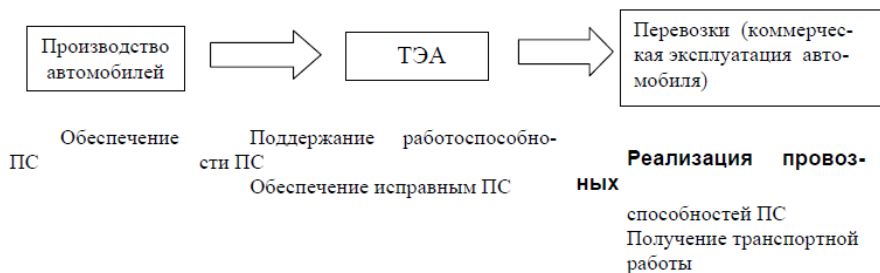 Производство
автомобилей
ТЭА
Перевозки (коммерчес-
кая эксплуатация авто-
мобиля)
Обеспечение
ПС
Поддержание работоспособно-
сти ПС
Обеспечение исправным ПС
Реализация провоз-
ных
способностей ПС
Получение транспортной
работы